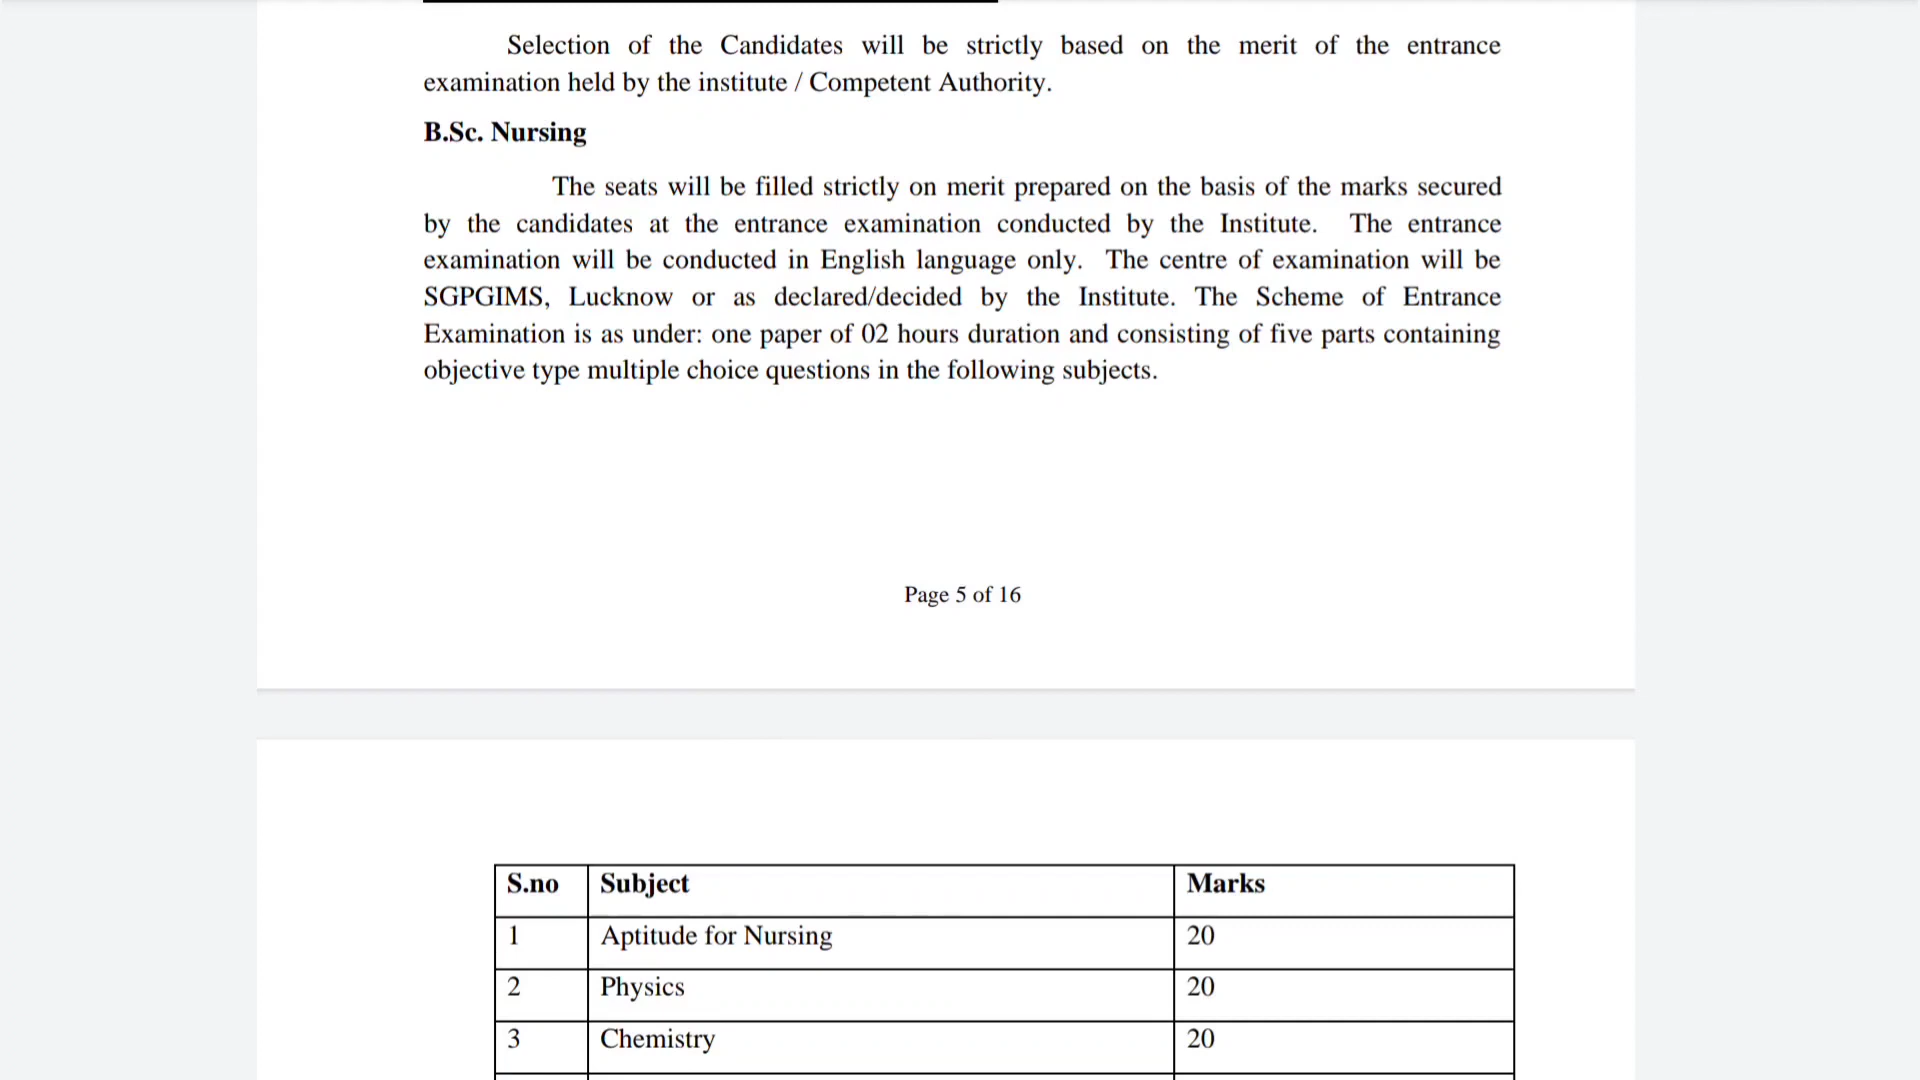 Selection of the Candidates will be strictly based on the merit of the entrance
examination held by the institute / Competent Authority.
B.Sc. Nursing
The seats will be filled strictly on merit prepared on the basis of the marks secured
by the candidates at the entrance examination conducted by the Institute. The entrance
examination will be conducted in English language only. The centre of examination will be
SGPGIMS, Lucknow or as declared/decided by the Institute. The Scheme of Entrance
Examination is as under: one paper of 02 hours duration and consisting of five parts containing
objective type multiple choice questions in the following subjects.
Page 5 of 16
S.no Subject Marks
1 Aptitude for Nursing 20
2 Physics 20
3 Chemistry 20